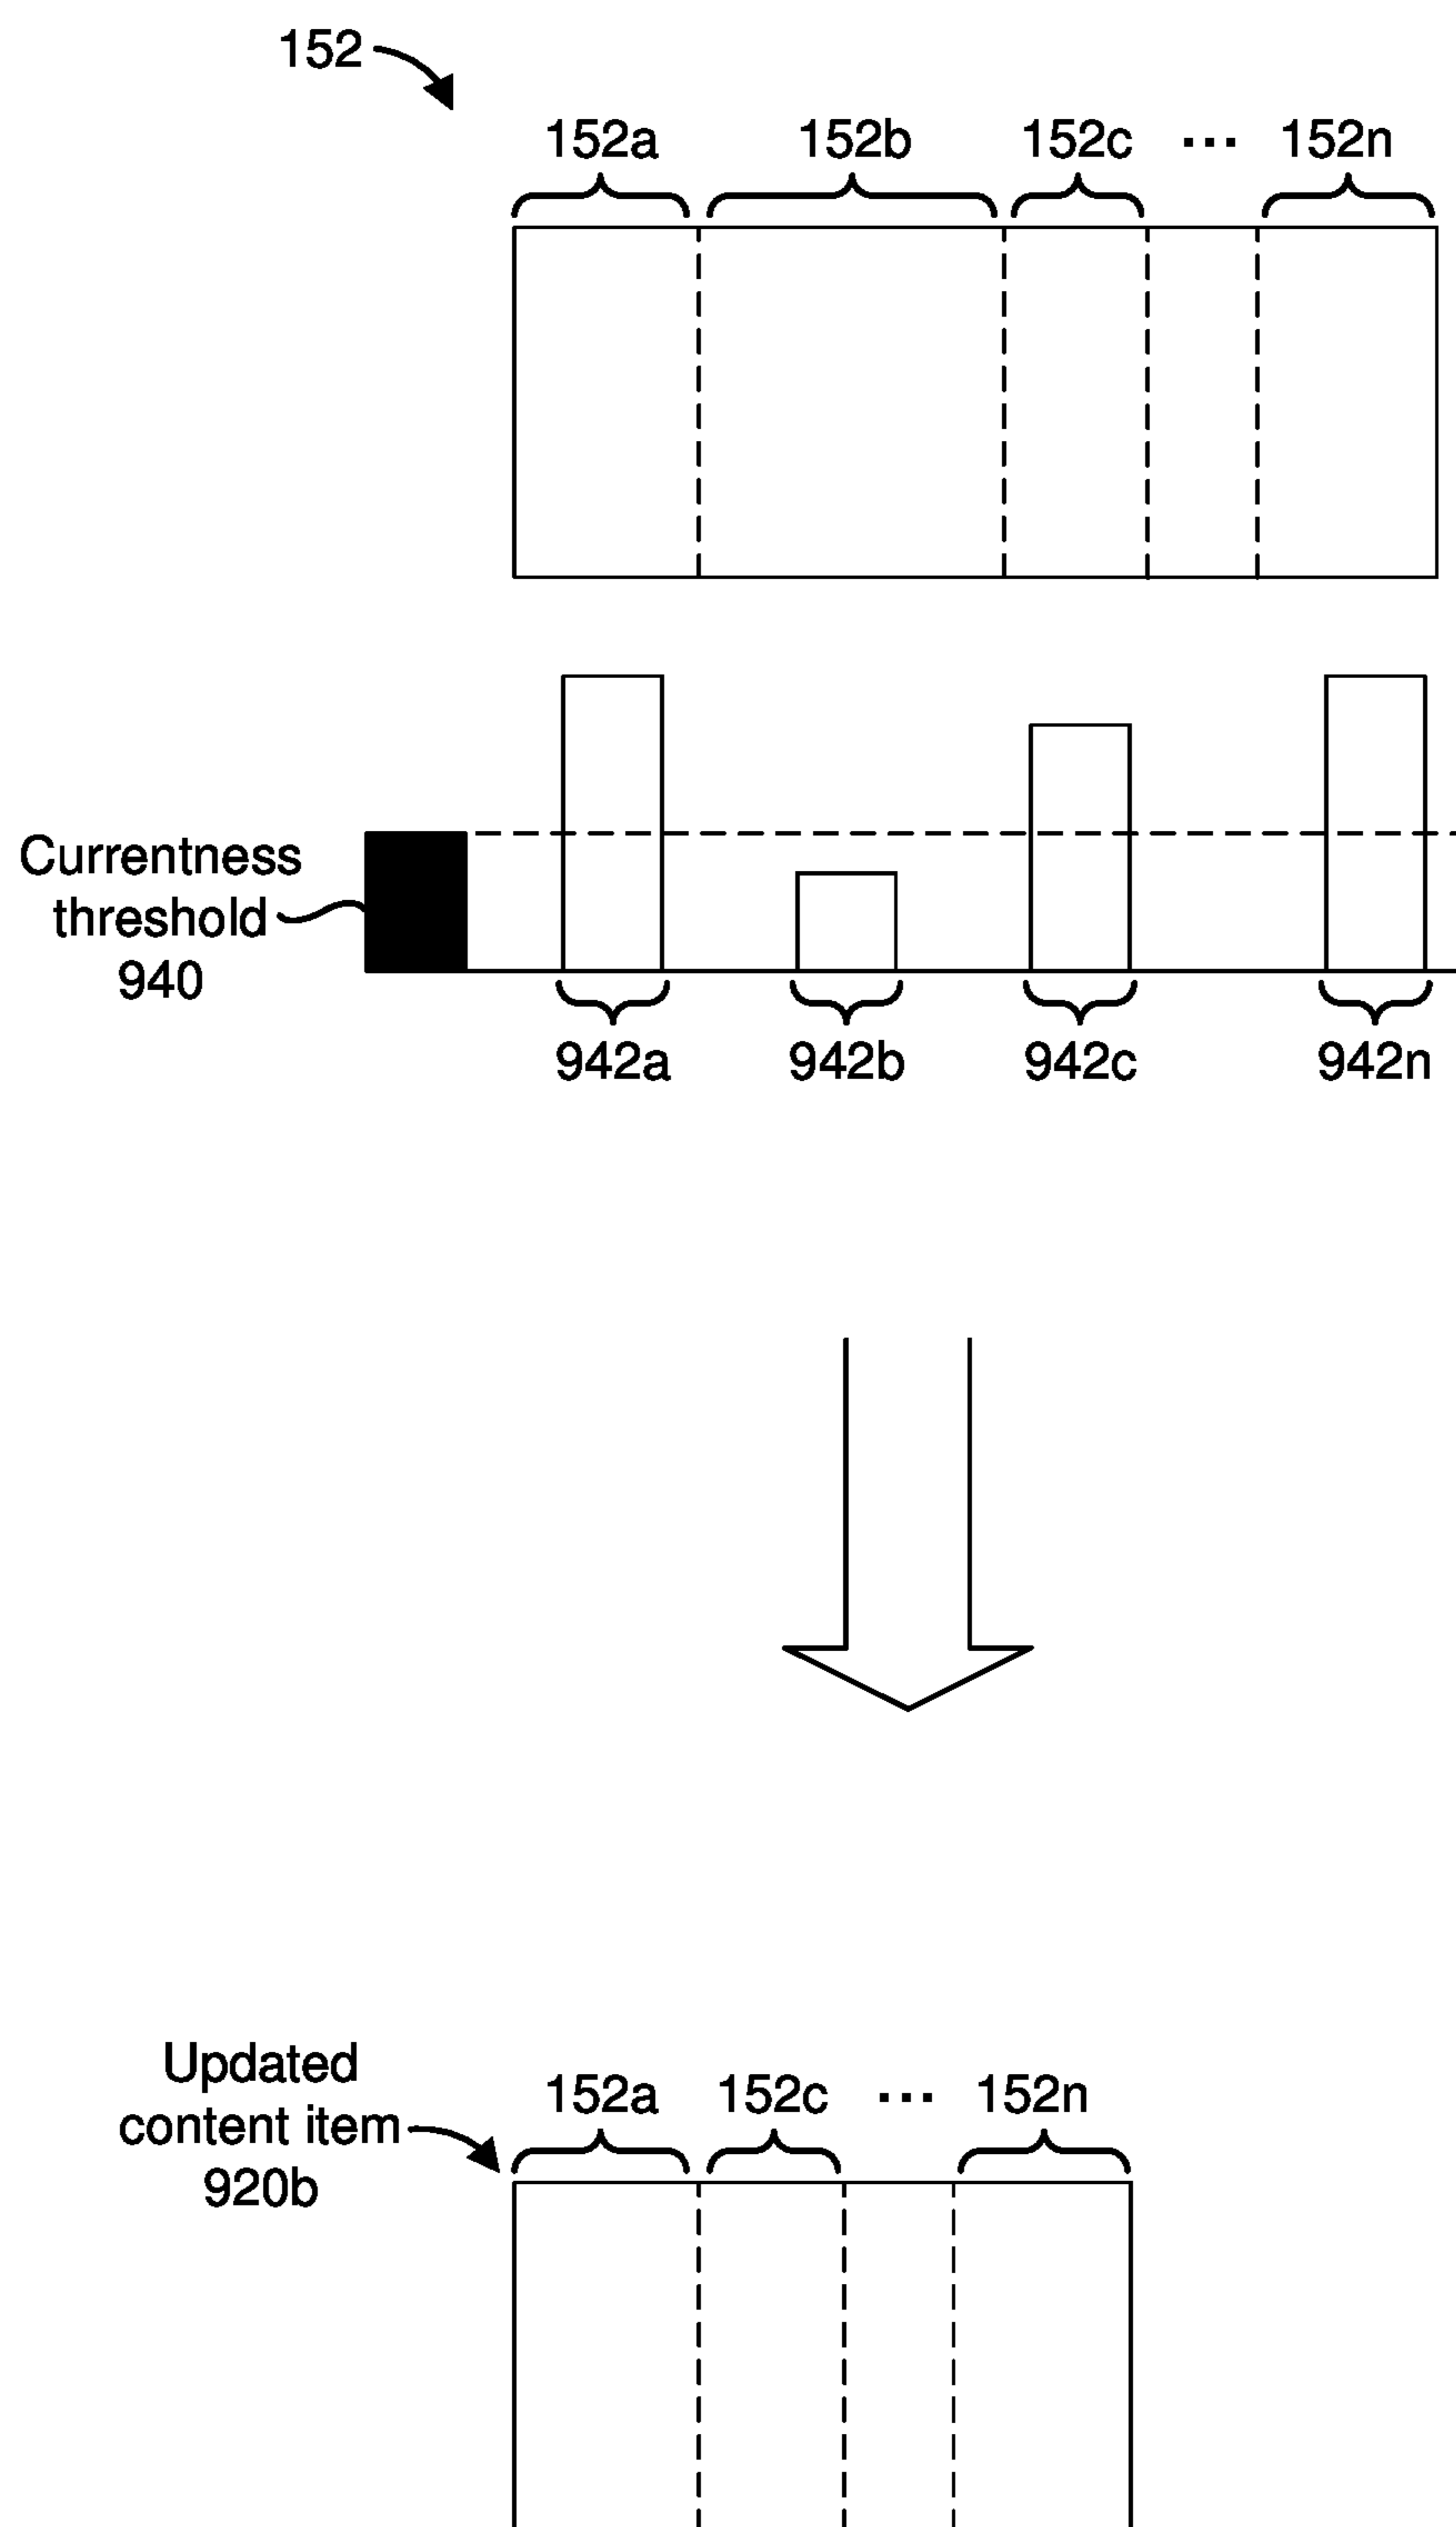 152
152a 152b 152c ... 152n
Currentness
threshold
940
942a 942b 942c 942n
Updated
content item
920b
152a 152c ... 152n